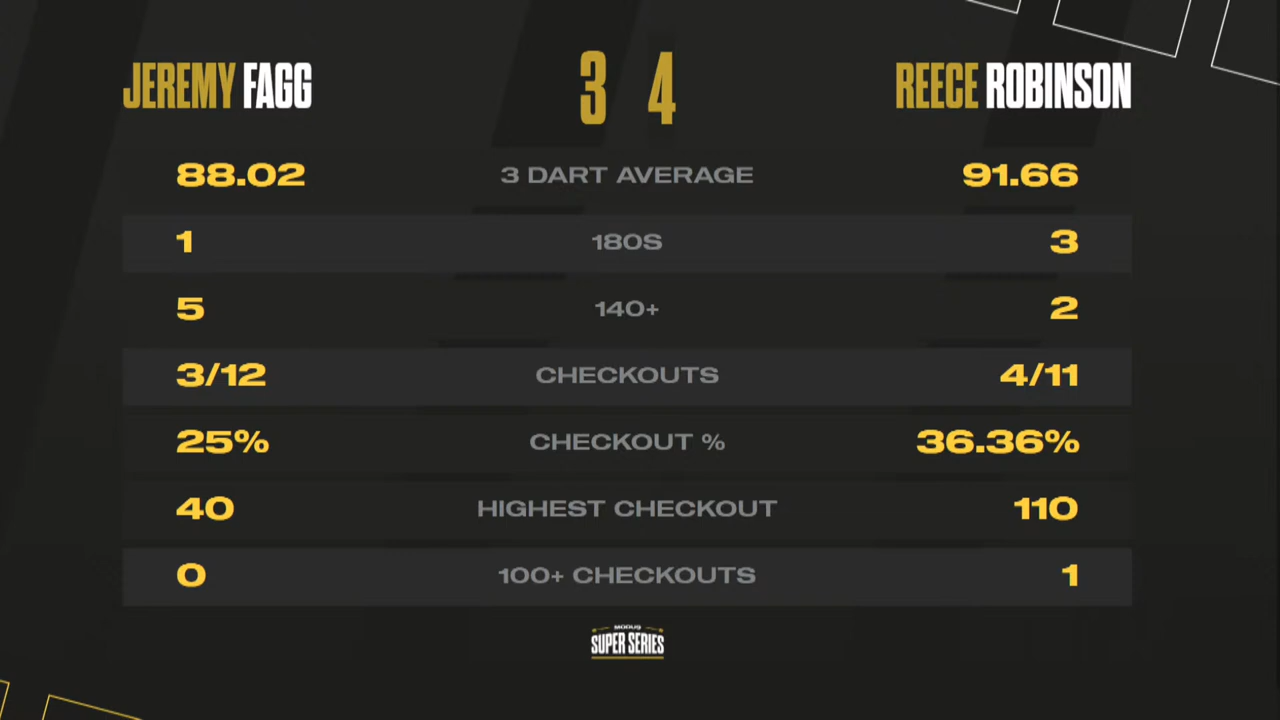 JEREMY FAGG 3 4 REECE ROBINSON
88.02 3 DART AVERAGE 91.66
1 180S 3
5 140+ 2
3/12 CHECKOUTS 4/11
25% CHECKOUT % 36.36%
40 HIGHEST CHECKOUT 110
0 100+ CHECKOUTS 1
MODUS
SUPER SERIES